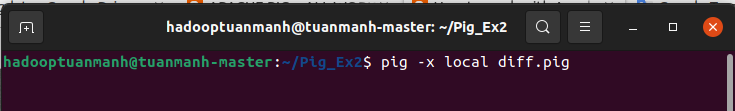 hadooptuanmanh@tuanmanh-master: ~/Pig_Ex2
hadooptuanmanh@tuanmanh-master:~/Pig_Ex2$ pig -x local diff.pig